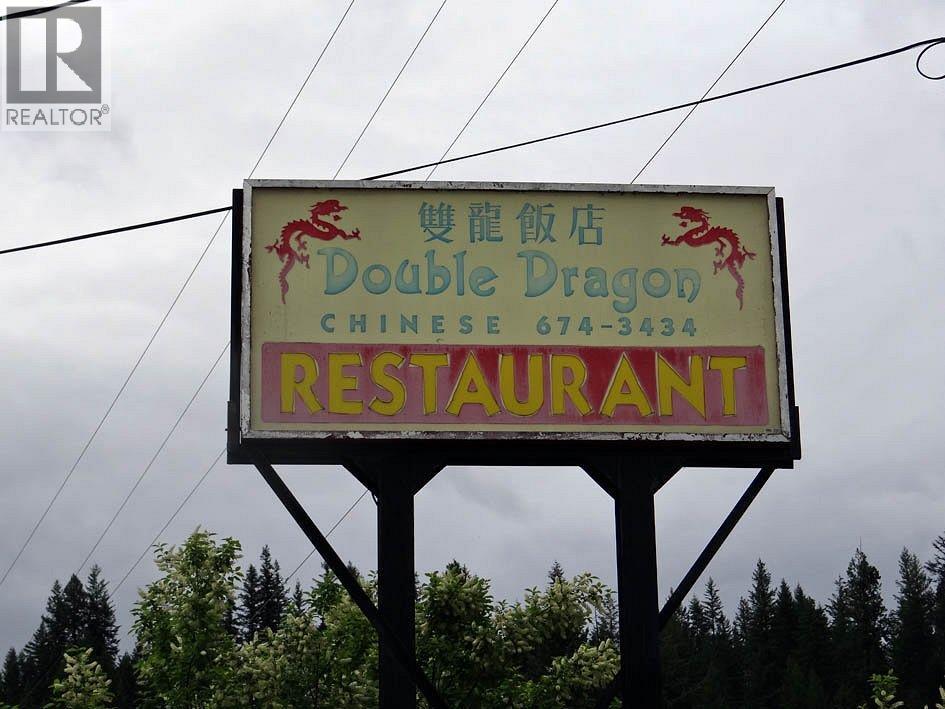 R
REALTOR®
雙龍飯店
Double Dragon
CHINESE 674-3434
RESTAURANT